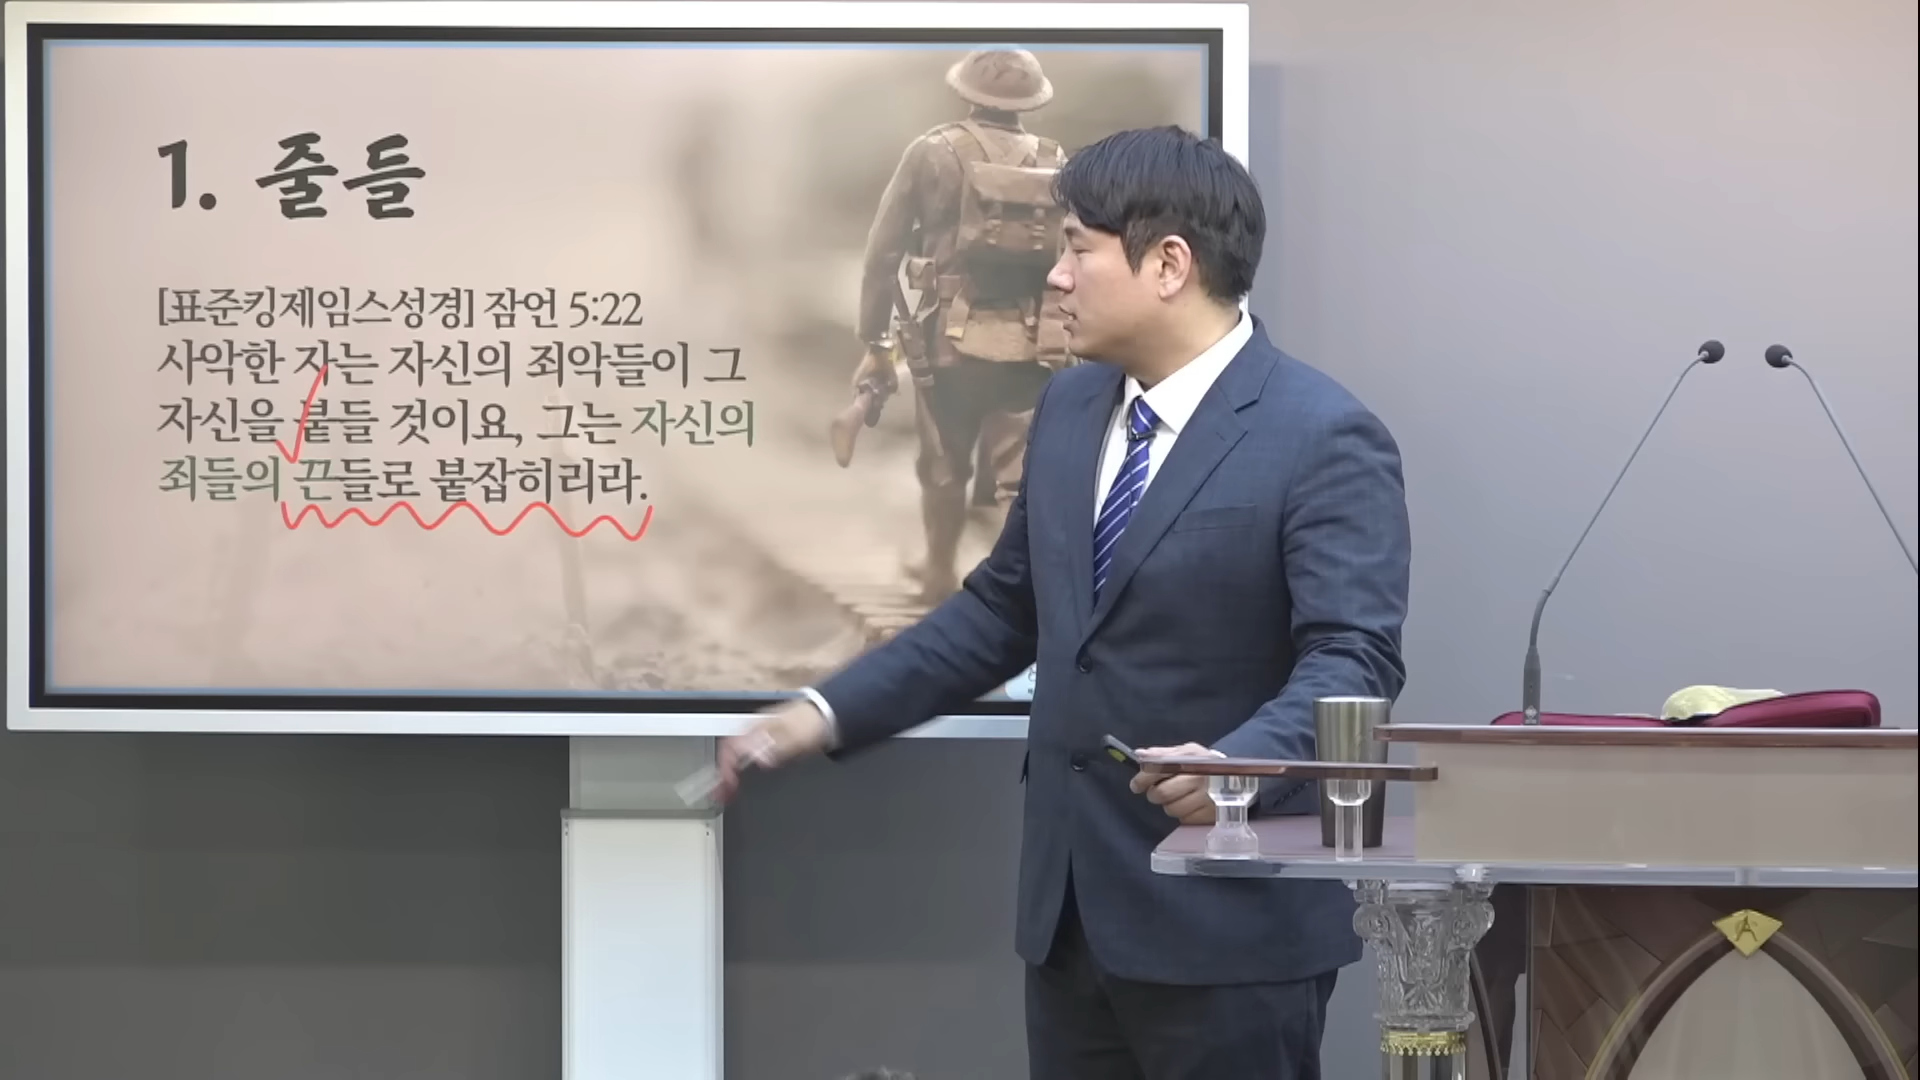 1. 줄들
[표준킹제임스성경] 잠언 5:22
사악한 자는 자신의 죄악들이 그
자신을 붙들 것이요, 그는 자신의
죄들의 끈들로 붙잡히리라.